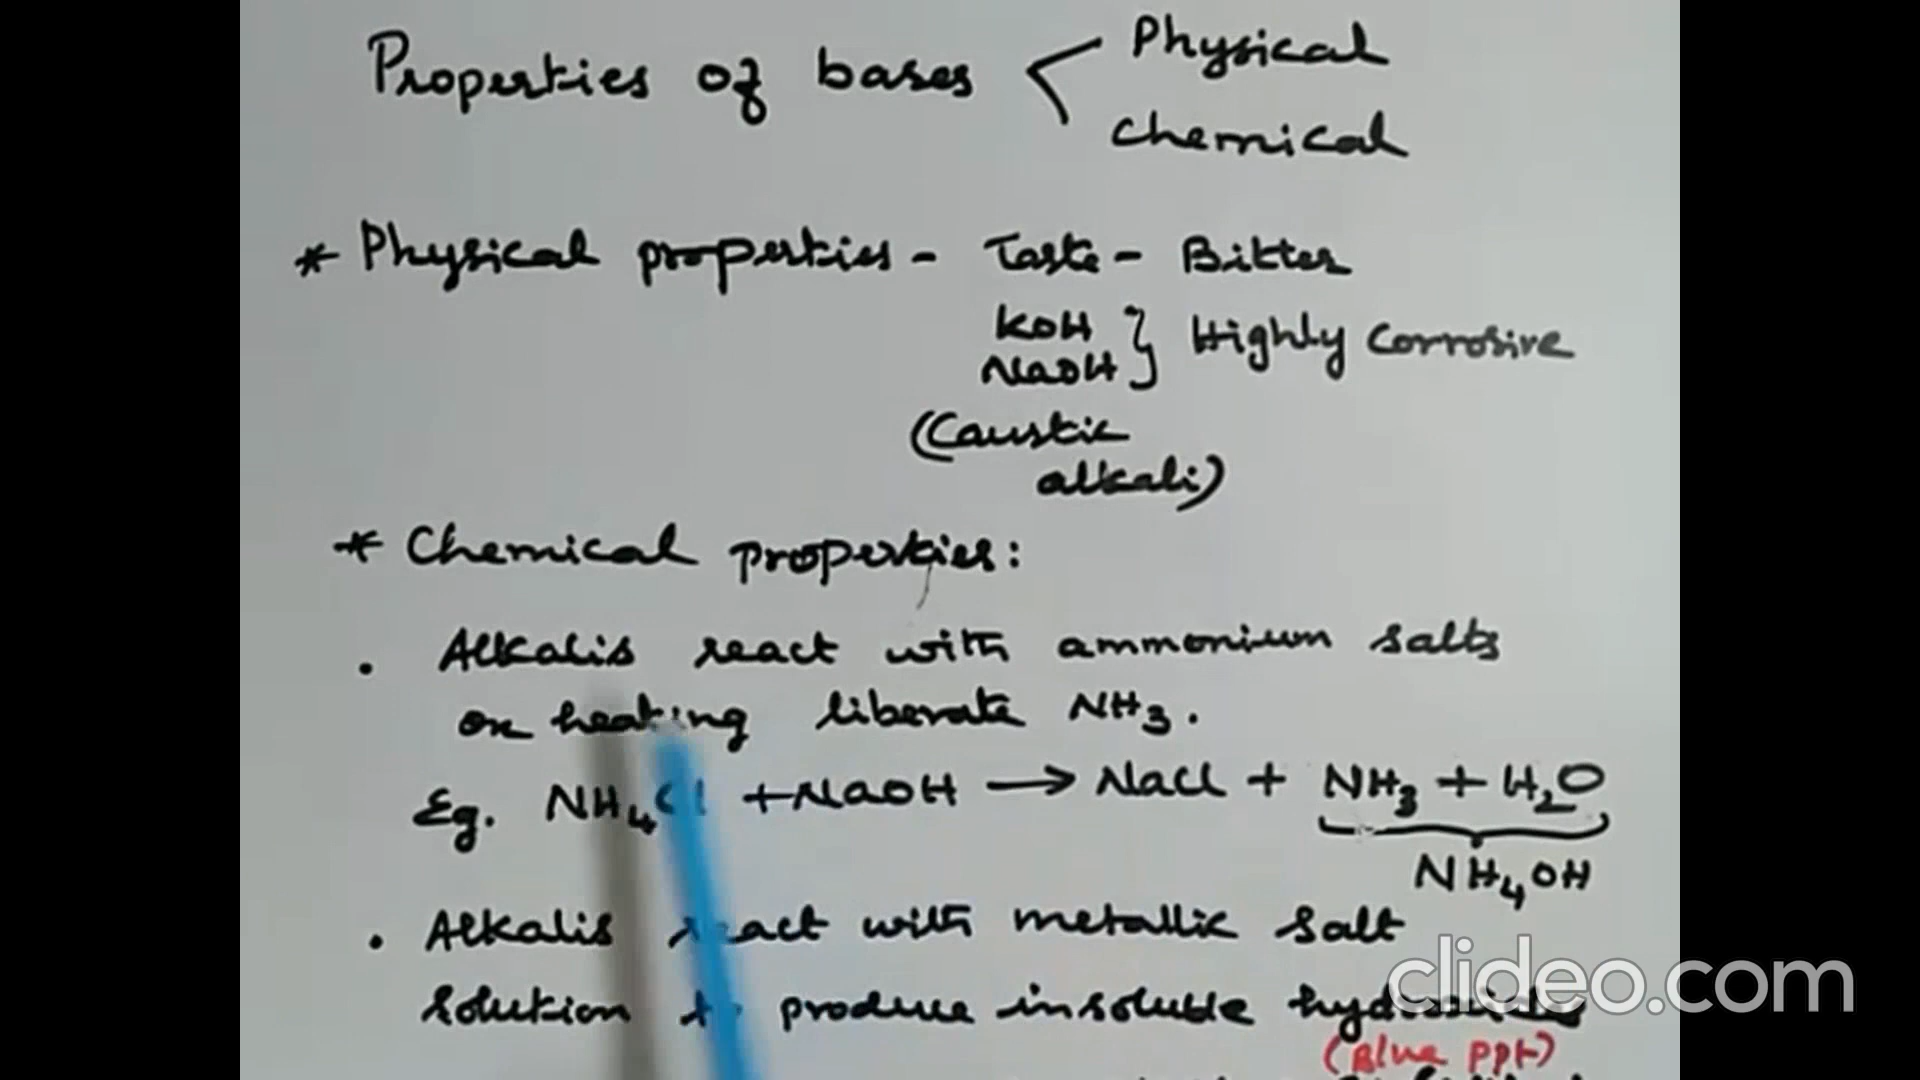 Properties of bases
Physical
Chemical
* Physical properties - Taste - Bitter
KOH
NaOH } Highly Corrosive
(Caustic
alkali)
* Chemical properties:
. Alkalis react with ammonium salts
on heating liberate NH3.
Eg. NH4Cl + NaOH → NaCl + NH3 + H2O
NH4OH
. Alkalis react with metallic salt
solution to produce insoluble hydroxides
(Blue ppt)
clideo.com